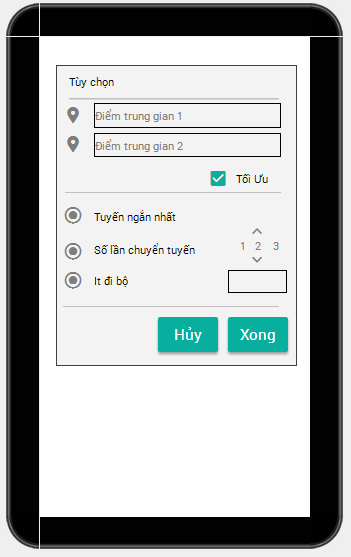 Tùy chọn
Điểm trung gian 1
Điểm trung gian 2
Tối Ưu
Tuyến ngắn nhất
Số lần chuyển tuyến
1 2 3
It đi bộ
Hủy Xong